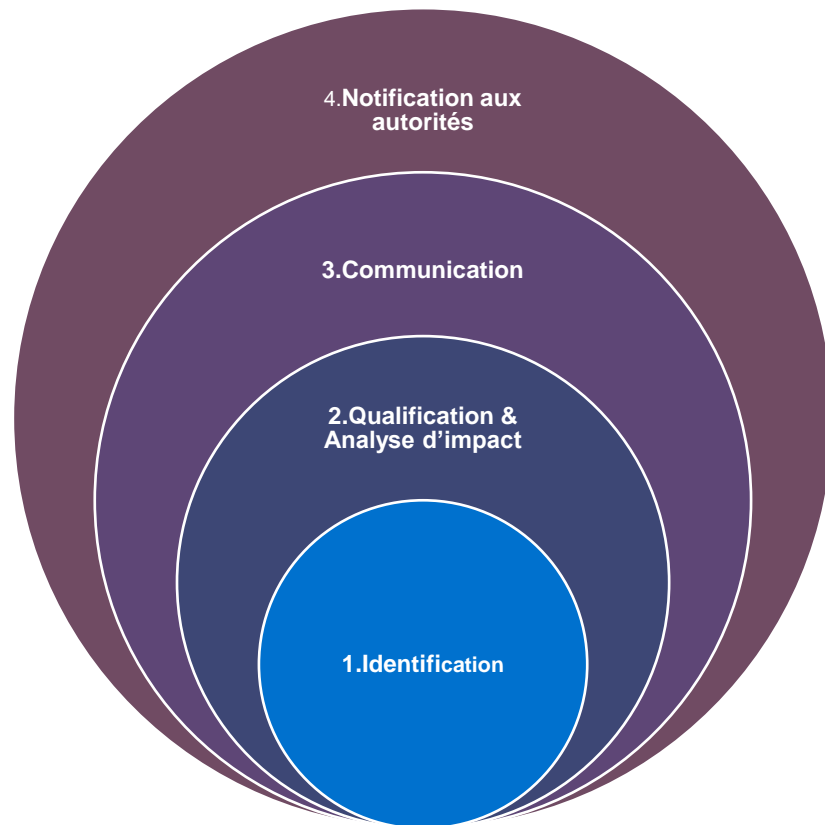 4.Notification aux
autorités
3.Communication
2.Qualification &
Analyse d’impact
1.Identification